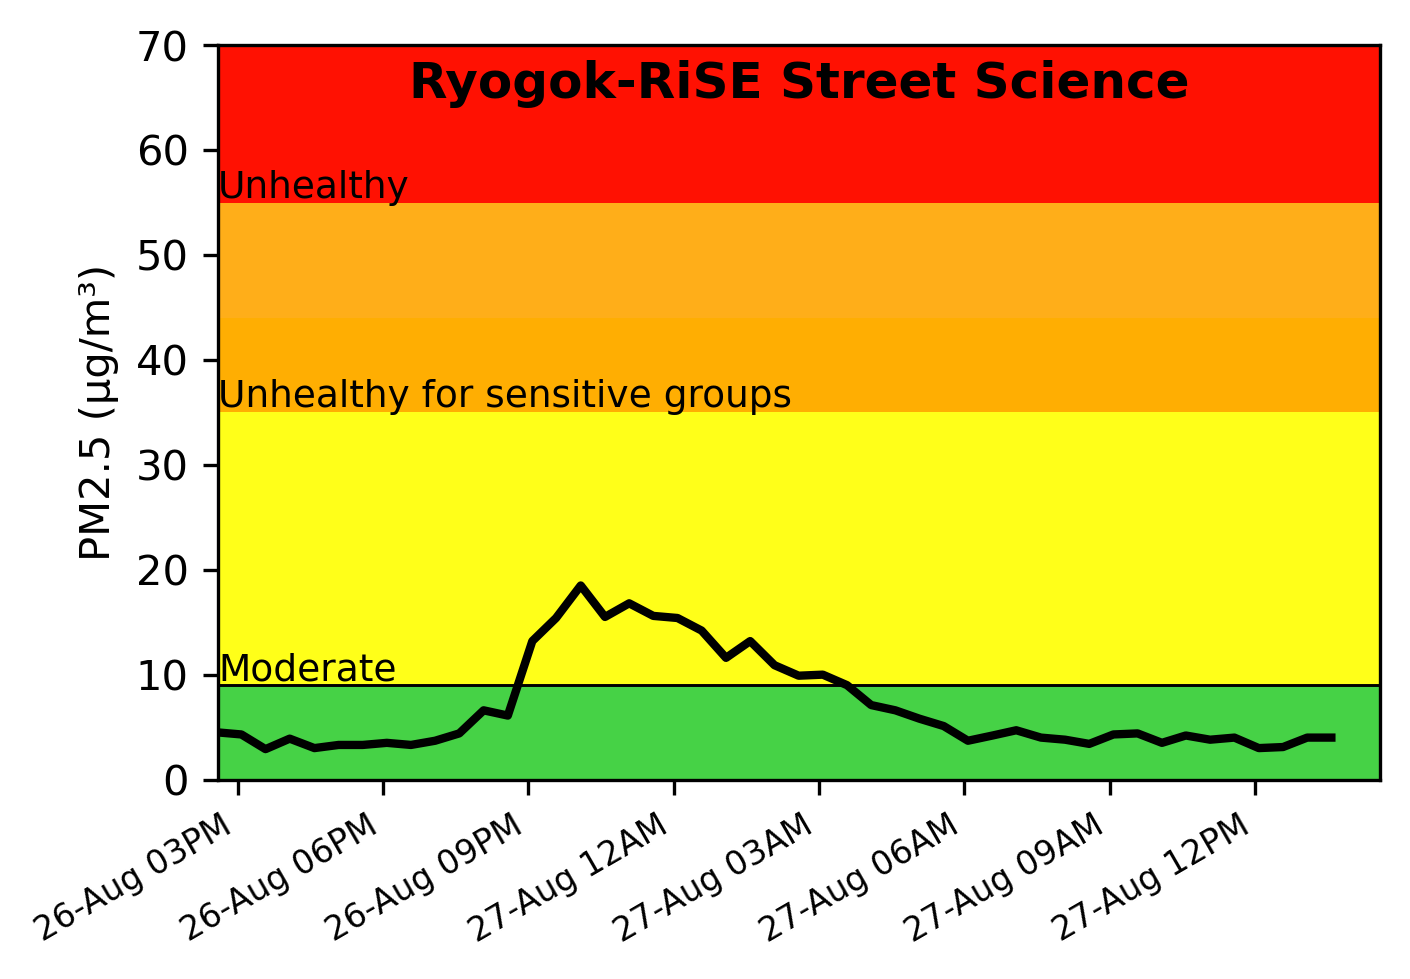 Ryogok-RiSE Street Science
70
60
50
40
30
20
10
0
PM2.5 (µg/m³)
Unhealthy
Unhealthy for sensitive groups
Moderate
26-Aug 03PM
26-Aug 06PM
26-Aug 09PM
27-Aug 12AM
27-Aug 03AM
27-Aug 06AM
27-Aug 09AM
27-Aug 12PM